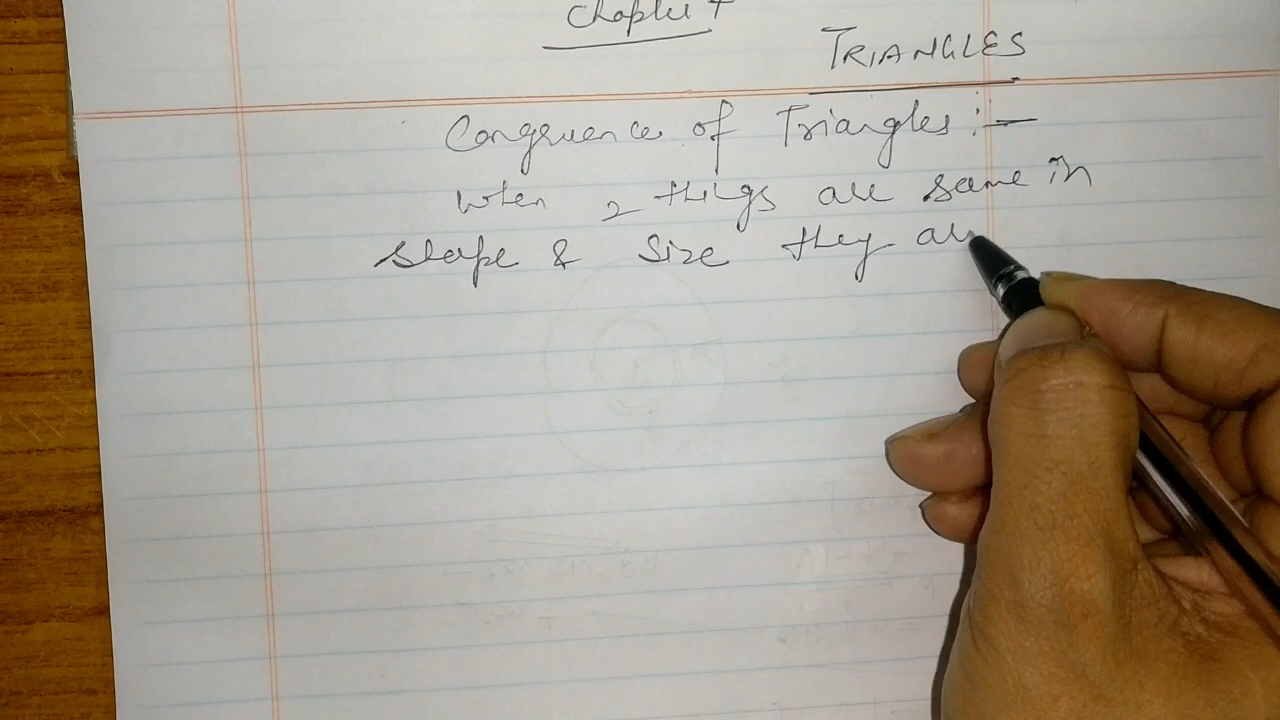 Chapter 7
TRIANGLES
Congruence of Triangles :-
when 2 things are same in
shape & size they are